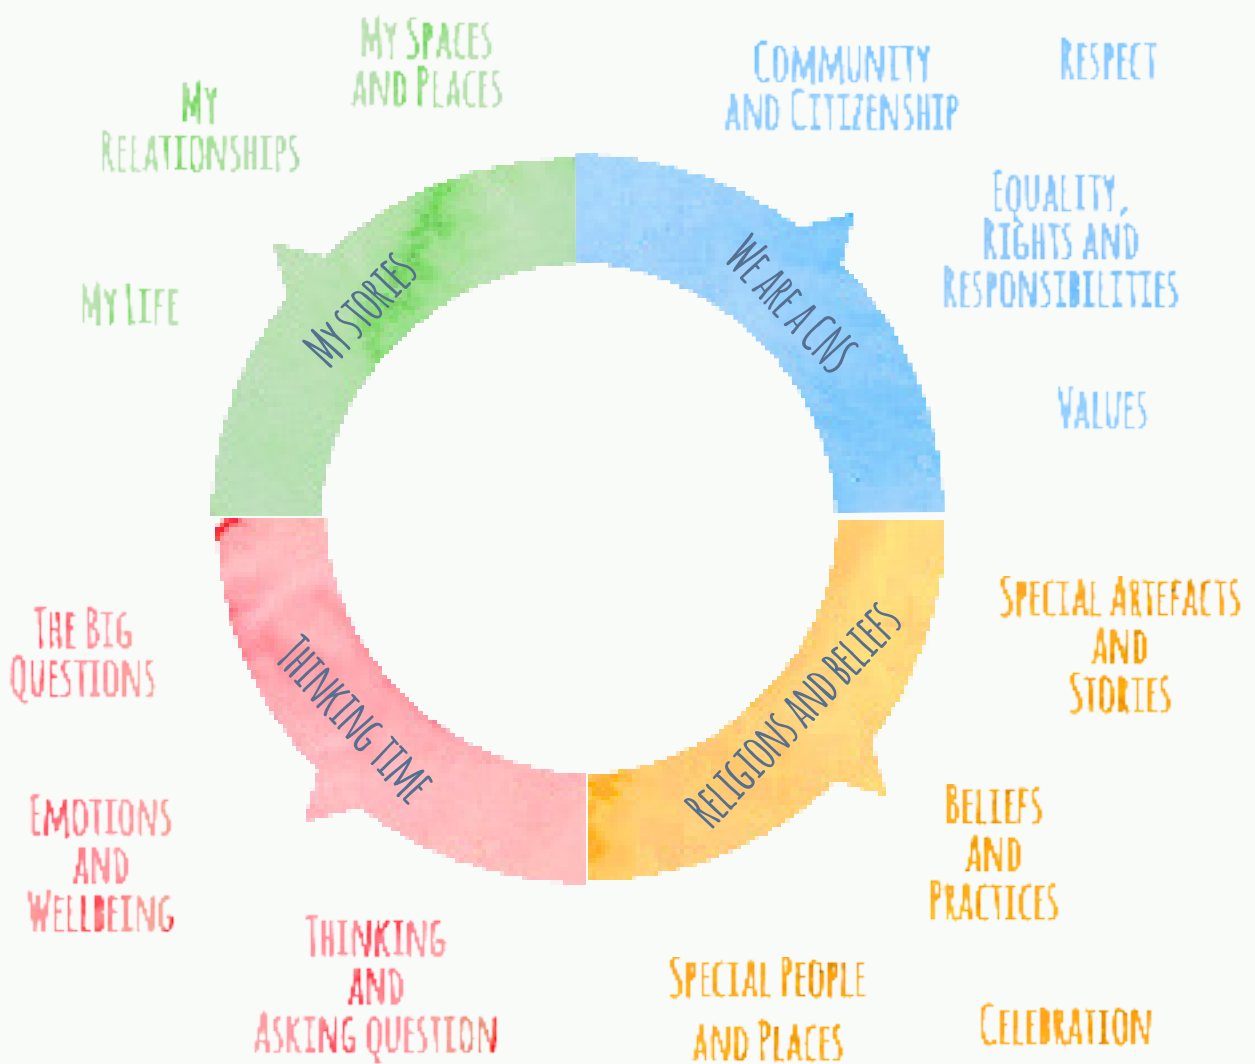 My Spaces
and Places
Community
and Citizenship
Respect
My
Relationships
Equality,
Rights and
Responsibilities
My Life
My stories
We are a CNS
Values
Special Artefacts
and
Stories
The Big
Questions
Thinking time
Religions and beliefs
Beliefs
and
Practices
Emotions
and
Wellbeing
Thinking
and
Asking question
Special People
and Places
Celebration